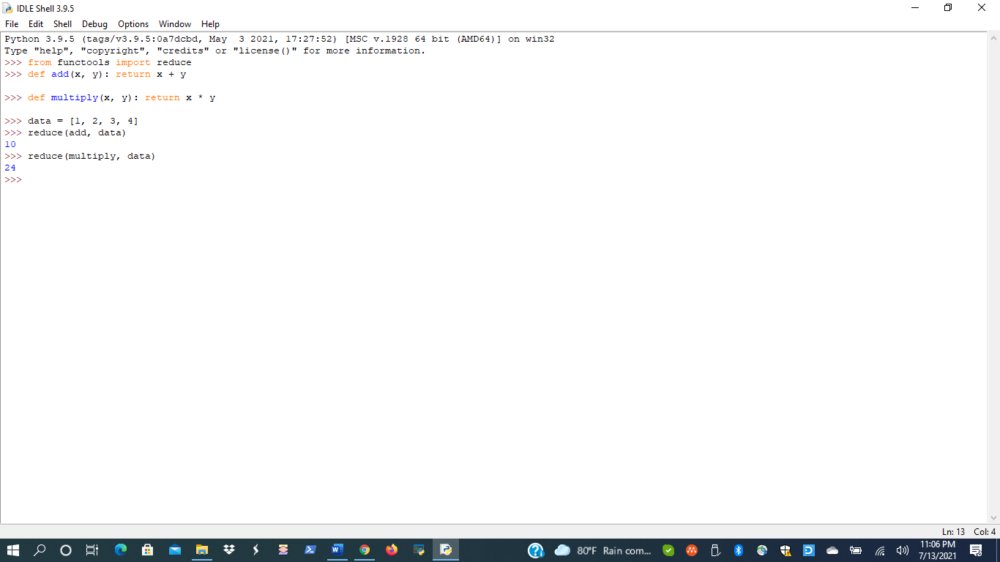 IDLE Shell 3.9.5
File Edit Shell Debug Options Window Help
Python 3.9.5 (tags/v3.9.5:0a7dcbd, May  3 2021, 17:27:52) [MSC v.1928 64 bit (AMD64)] on win32
Type "help", "copyright", "credits" or "license()" for more information.
>>> from functools import reduce
>>> def add(x, y): return x + y
>>> def multiply(x, y): return x * y
>>> data = [1, 2, 3, 4]
>>> reduce(add, data)
10
>>> reduce(multiply, data)
24
>>>
Ln: 13 Col: 4
80°F Rain com...
11:06 PM
7/13/2021